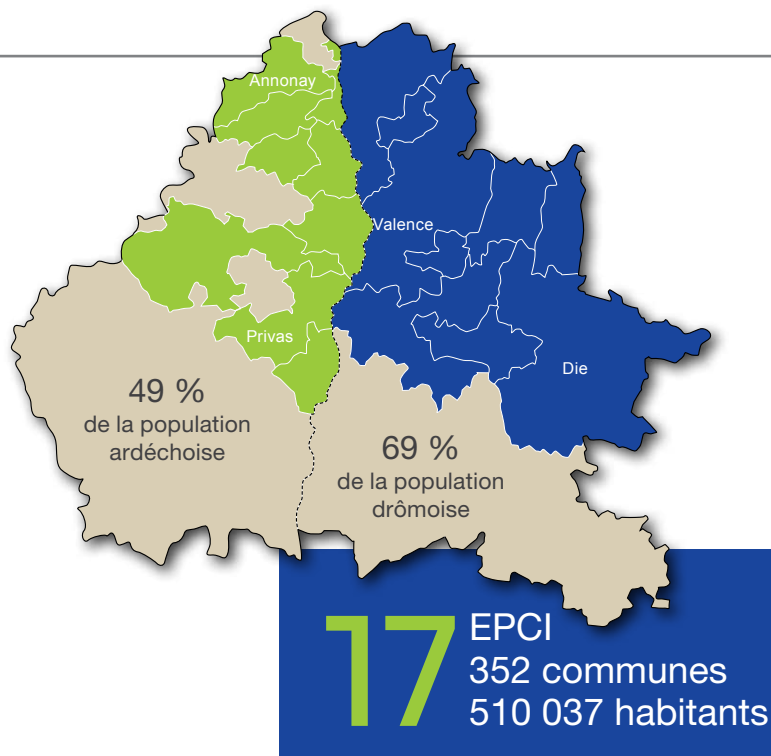 Annonay
Valence
Privas
Die
49 %
de la population
ardéchoise
69 %
de la population
drômoise
17
EPCI
352 communes
510 037 habitants